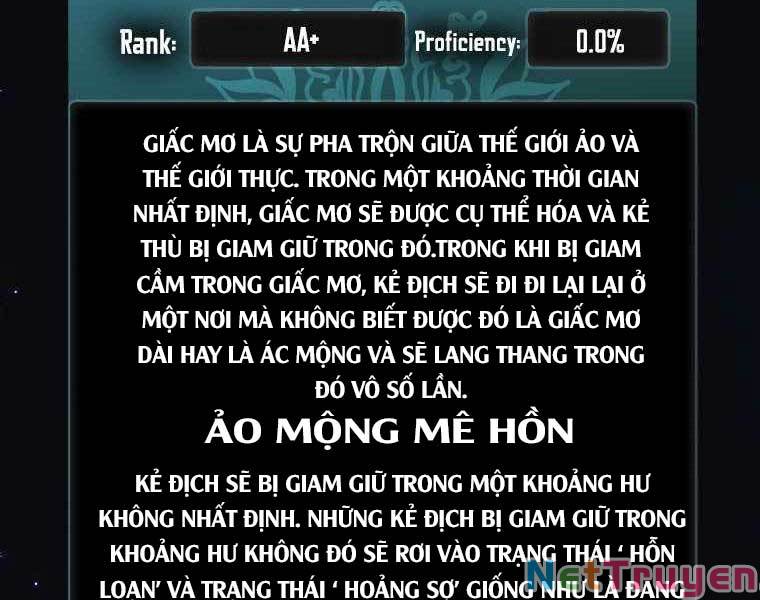 Rank: AA+ Proficiency: 0.0%
GIẤC MƠ LÀ SỰ PHA TRỘN GIỮA THẾ GIỚI ẢO VÀ
THẾ GIỚI THỰC. TRONG MỘT KHOẢNG THỜI GIAN
NHẤT ĐỊNH, GIẤC MƠ SẼ ĐƯỢC CỤ THỂ HÓA VÀ KẺ
THÙ BỊ GIAM GIỮ TRONG ĐÓ.TRONG KHI BỊ GIAM
CẦM TRONG GIẤC MƠ, KẺ ĐỊCH SẼ ĐI ĐI LẠI LẠI Ở
MỘT NƠI MÀ KHÔNG BIẾT ĐƯỢC ĐÓ LÀ GIẤC MƠ
DÀI HAY LÀ ÁC MỘNG VÀ SẼ LANG THANG TRONG
ĐÓ VÔ SỐ LẦN.
ẢO MỘNG MÊ HỒN
KẺ ĐỊCH SẼ BỊ GIAM GIỮ TRONG MỘT KHOẢNG HƯ
KHÔNG NHẤT ĐỊNH. NHỮNG KẺ ĐỊCH BỊ GIAM GIỮ TRONG
KHOẢNG HƯ KHÔNG ĐÓ SẼ RƠI VÀO TRẠNG THÁI ‘ HỖN
LOẠN’ VÀ TRẠNG THÁI ‘ HOẢNG SỢ’ GIỐNG NHƯ LÀ ĐANG
NetTruyen